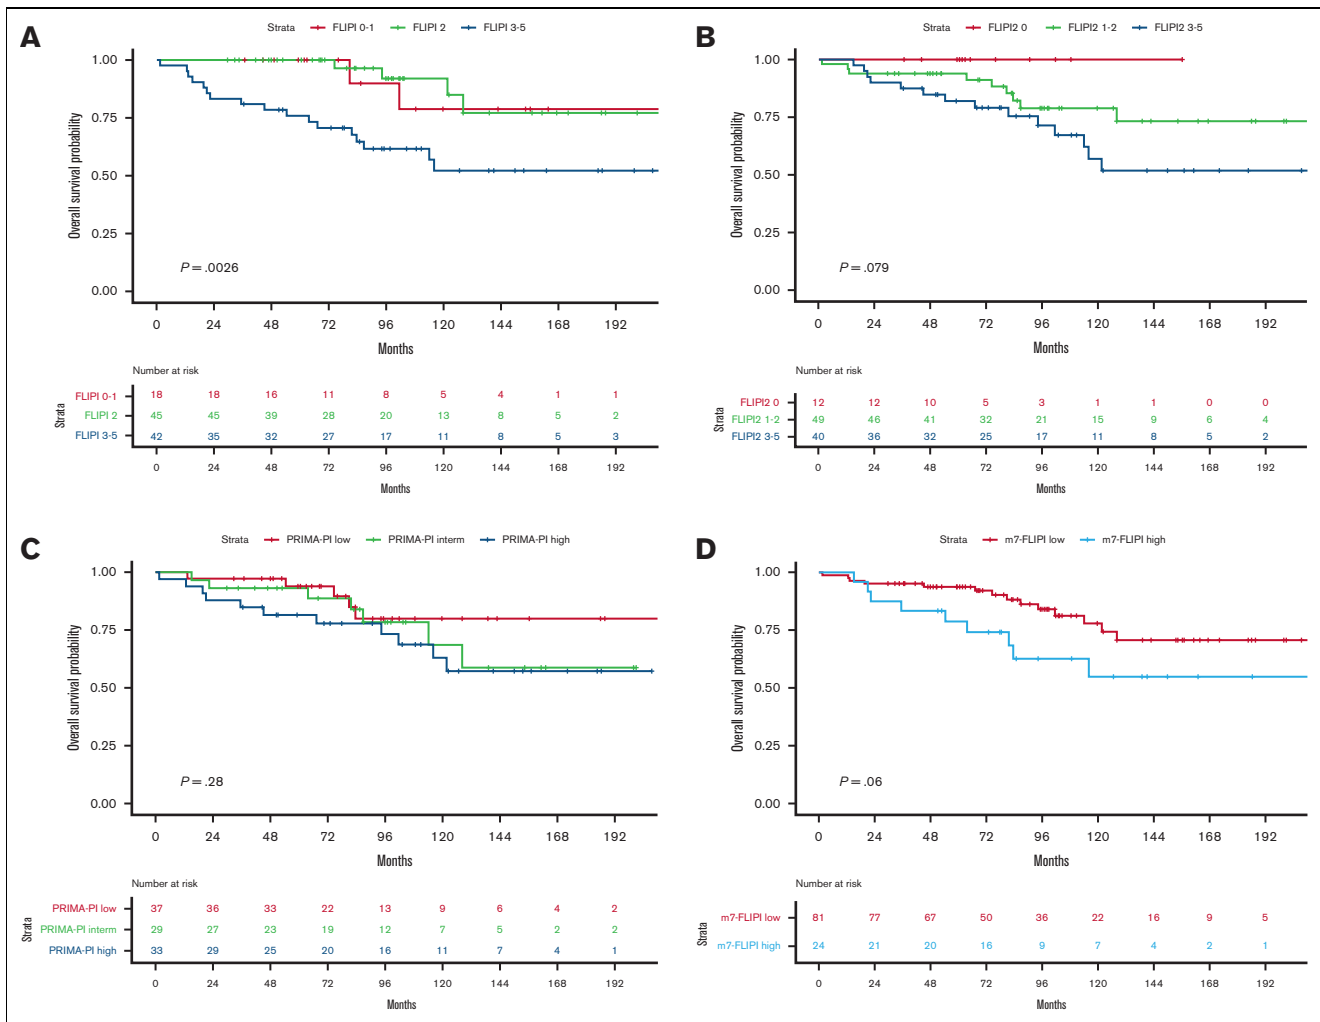 A
Strata FLIPI 0-1 FLIPI 2 FLIPI 3-5
Overall survival probability
1.00
0.75
0.50
0.25
0.00
P = .0026
0 24 48 72 96 120 144 168 192
Months
Number at risk
Strata
FLIPI 0-1 18 18 16 11 8 5 4 1 1
FLIPI 2 45 45 39 28 20 13 8 5 2
FLIPI 3-5 42 35 32 27 17 11 8 5 3
0 24 48 72 96 120 144 168 192
Months
B
Strata FLIPI2 0 FLIPI2 1-2 FLIPI2 3-5
Overall survival probability
1.00
0.75
0.50
0.25
0.00
P = .079
0 24 48 72 96 120 144 168 192
Months
Number at risk
Strata
FLIPI2 0 12 12 10 5 3 1 1 0 0
FLIPI2 1-2 49 46 41 32 21 15 9 6 4
FLIPI2 3-5 40 36 32 25 17 11 8 5 2
0 24 48 72 96 120 144 168 192
Months
C
Strata PRIMA-PI low PRIMA-PI interm PRIMA-PI high
Overall survival probability
1.00
0.75
0.50
0.25
0.00
P = .28
0 24 48 72 96 120 144 168 192
Months
Number at risk
Strata
PRIMA-PI low 37 36 33 22 13 9 6 4 2
PRIMA-PI interm 29 27 23 19 12 7 5 2 2
PRIMA-PI high 33 29 25 20 16 11 7 4 1
0 24 48 72 96 120 144 168 192
Months
D
Strata m7-FLIPI low m7-FLIPI high
Overall survival probability
1.00
0.75
0.50
0.25
0.00
P = .06
0 24 48 72 96 120 144 168 192
Months
Number at risk
Strata
m7-FLIPI low 81 77 67 50 36 22 16 9 5
m7-FLIPI high 24 21 20 16 9 7 4 2 1
0 24 48 72 96 120 144 168 192
Months